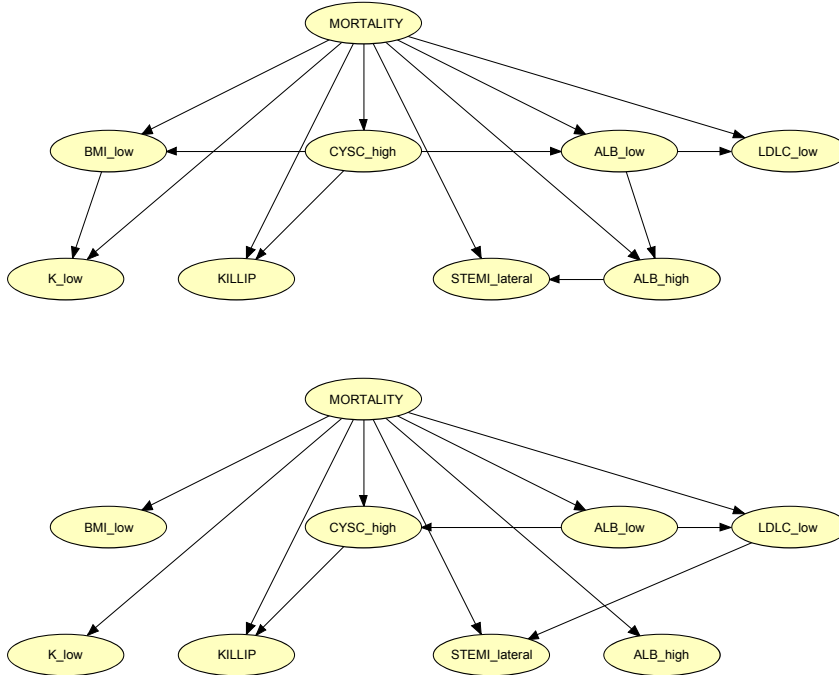 MORTALITY
BMI_low
CYSC_high
ALB_low
LDLC_low
K_low
KILLIP
STEMI_lateral
ALB_high
MORTALITY
BMI_low
CYSC_high
ALB_low
LDLC_low
K_low
KILLIP
STEMI_lateral
ALB_high